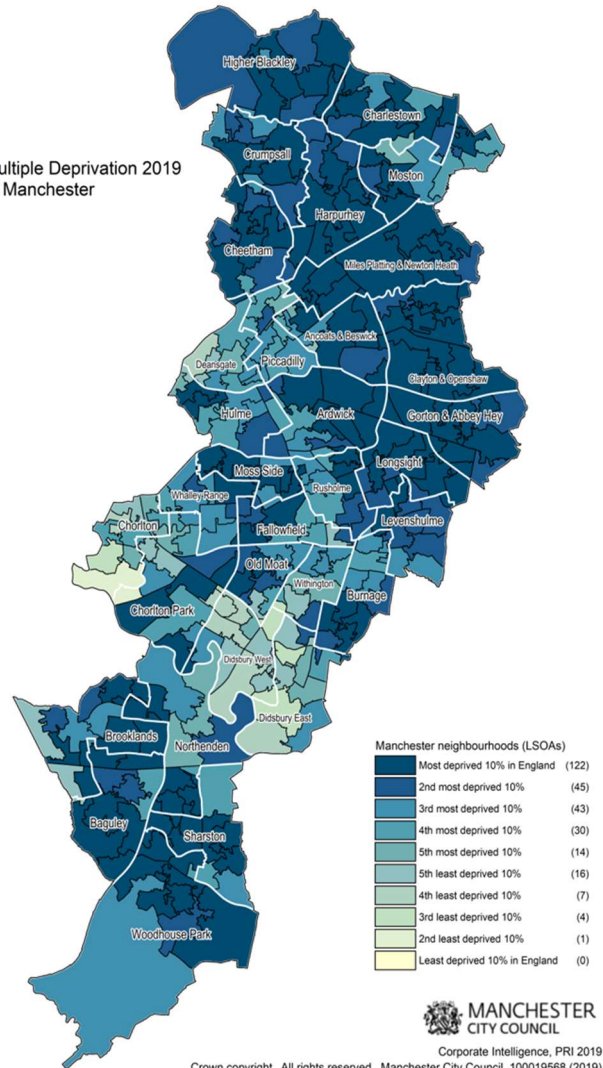 ultiple Deprivation 2019
Manchester
Higher Blackley
Charlestown
Crumpsall
Moston
Harpurhey
Cheetham
Miles Platting & Newton Heath
Ancoats & Beswick
Deansgate
Piccadilly
Clayton & Openshaw
Hulme
Ardwick
Gorton & Abbey Hey
Moss Side
Longsight
Whalley Range
Rusholme
Chorlton
Fallowfield
Levenshulme
Old Moat
Withington
Burnage
Chorlton Park
Didsbury West
Didsbury East
Brooklands
Northenden
Baguley
Sharston
Woodhouse Park
Manchester neighbourhoods (LSOAs)
Most deprived 10% in England (122)
2nd most deprived 10% (45)
3rd most deprived 10% (43)
4th most deprived 10% (30)
5th most deprived 10% (14)
5th least deprived 10% (16)
4th least deprived 10% (7)
3rd least deprived 10% (4)
2nd least deprived 10% (1)
Least deprived 10% in England (0)
MANCHESTER
CITY COUNCIL
Corporate Intelligence, PRI 2019
Crown copyright. All rights reserved. Manchester City Council. 100019568 (2019)